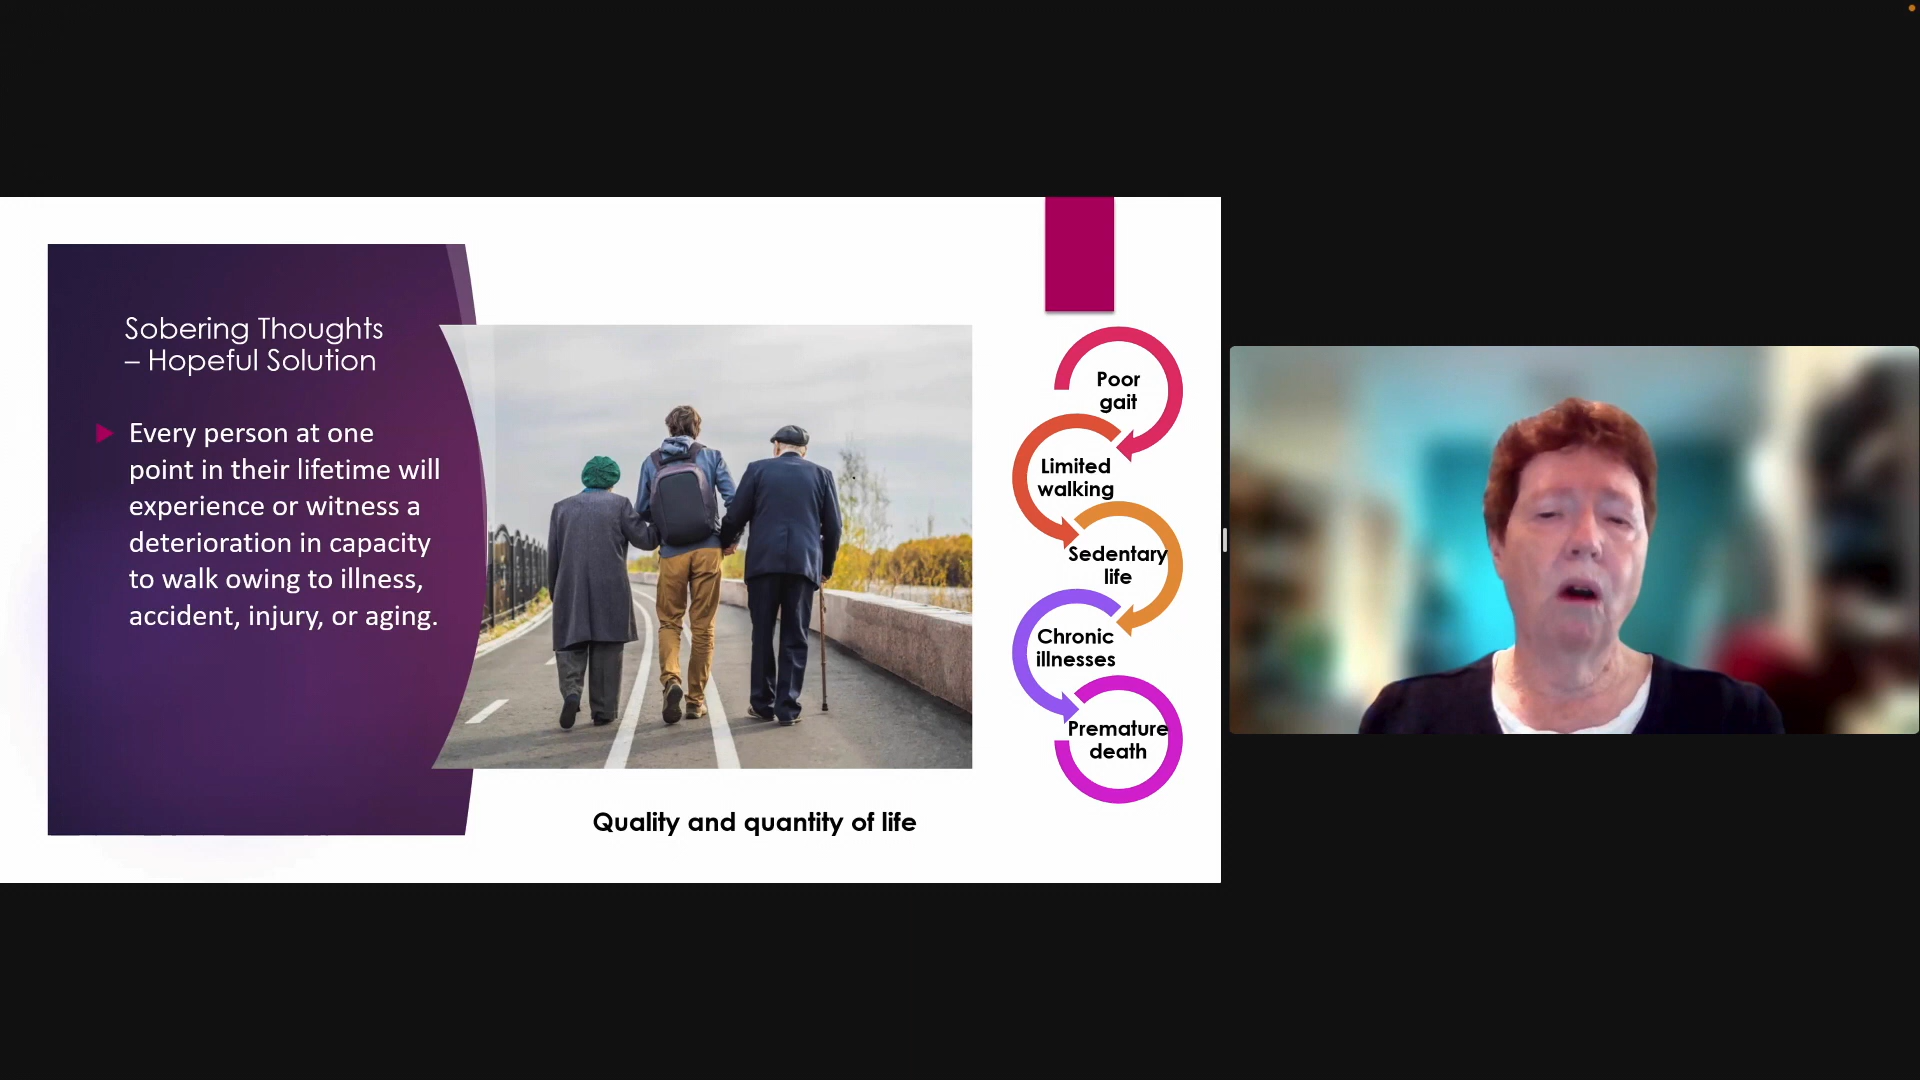 Sobering Thoughts
– Hopeful Solution
Every person at one
point in their lifetime will
experience or witness a
deterioration in capacity
to walk owing to illness,
accident, injury, or aging.
Quality and quantity of life
Poor
gait
Limited
walking
Sedentary
life
Chronic
illnesses
Premature
death